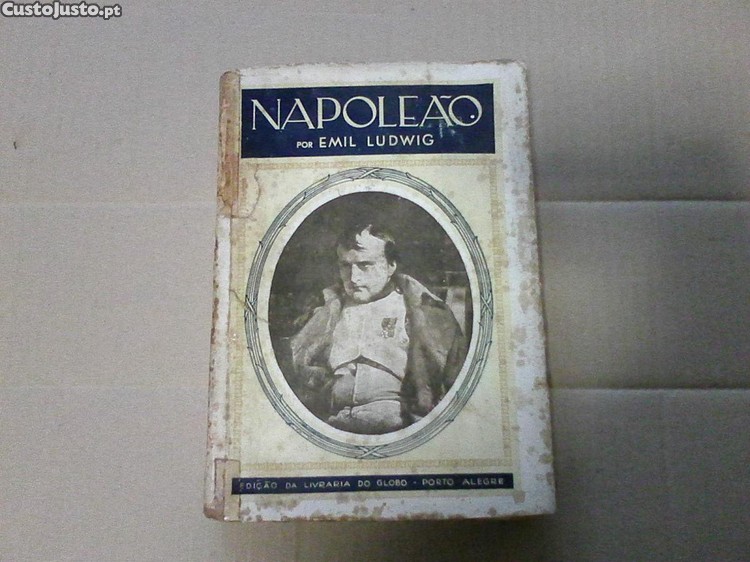 CustoJusto.pt
NAPOLEÃO
POR EMIL LUDWIG
EDIÇÃO DA LIVRARIA DO GLOBO - PORTO ALEGRE